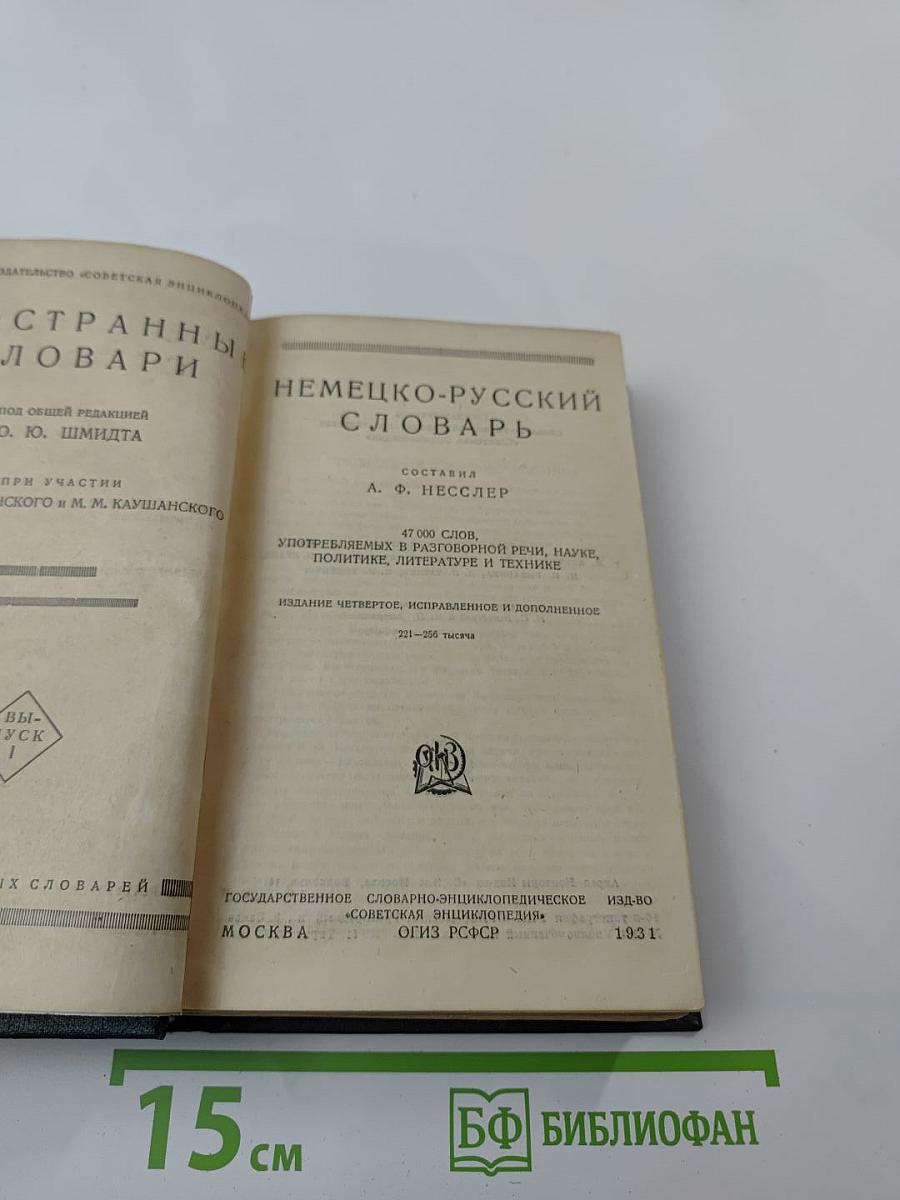 ЗДАТЕЛЬСТВО «СОВЕТСКАЯ ЭНЦИКЛОПЕ
СТРАННЫ
ЛОВАРИ
ПОД ОБЩЕЙ РЕДАКЦИЕЙ
О. Ю. ШМИДТА
ПРИ УЧАСТИИ
НСКОГО и М. М. КАУШАНСКОГО
ВЫ-
ПУСК
I
ЫХ СЛОВАРЕЙ
НЕМЕЦКО-РУССКИЙ
СЛОВАРЬ
СОСТАВИЛ
А. Ф. НЕССЛЕР
47 000 СЛОВ,
УПОТРЕБЛЯЕМЫХ В РАЗГОВОРНОЙ РЕЧИ, НАУКЕ,
ПОЛИТИКЕ, ЛИТЕРАТУРЕ И ТЕХНИКЕ
ИЗДАНИЕ ЧЕТВЕРТОЕ, ИСПРАВЛЕННОЕ И ДОПОЛНЕННОЕ
221—256 тысяча
ГОСУДАРСТВЕННОЕ СЛОВАРНО-ЭНЦИКЛОПЕДИЧЕСКОЕ ИЗД-ВО
«СОВЕТСКАЯ ЭНЦИКЛОПЕДИЯ»
МОСКВА ОГИЗ РСФСР 1931
15 см
БФ БИБЛИОФАН